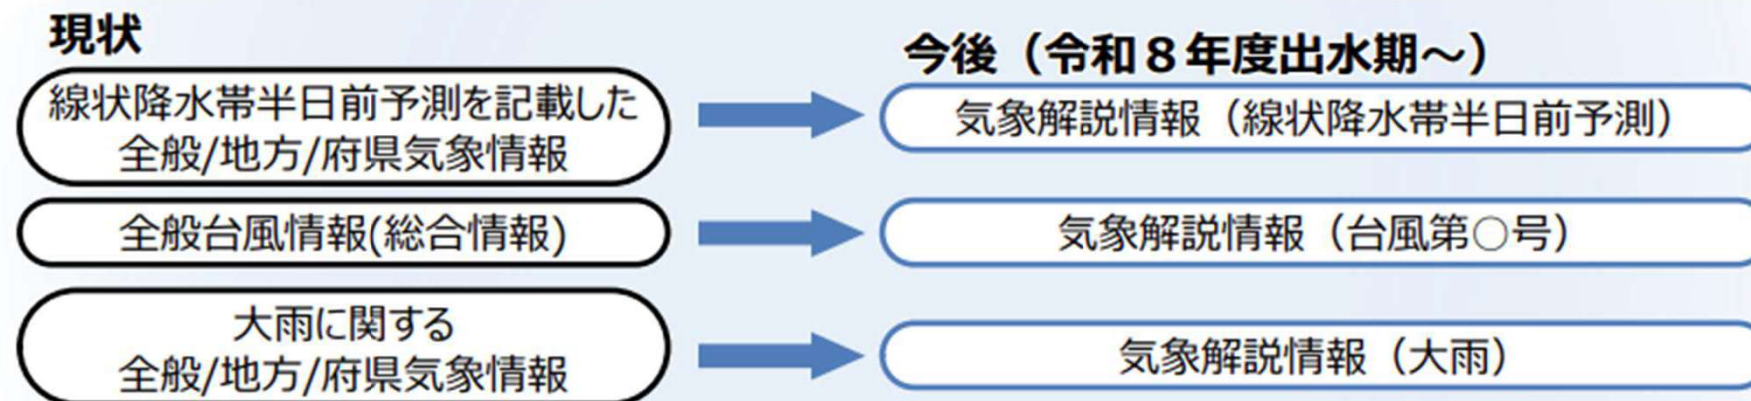 現状
今後（令和８年度出水期～）
線状降水帯半日前予測を記載した
全般/地方/府県気象情報
気象解説情報（線状降水帯半日前予測）
全般台風情報(総合情報)
気象解説情報（台風第○号）
大雨に関する
全般/地方/府県気象情報
気象解説情報（大雨）